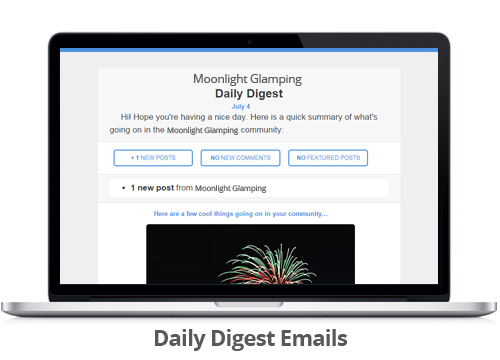 Moonlight Glamping
Daily Digest
July 4
Hi! Hope you're having a nice day. Here is a quick summary of what's
going on in the Moonlight Glamping community:
+ 1 NEW POSTS
NO NEW COMMENTS
NO FEATURED POSTS
• 1 new post from Moonlight Glamping
Here are a few cool things going on in your community...
Daily Digest Emails